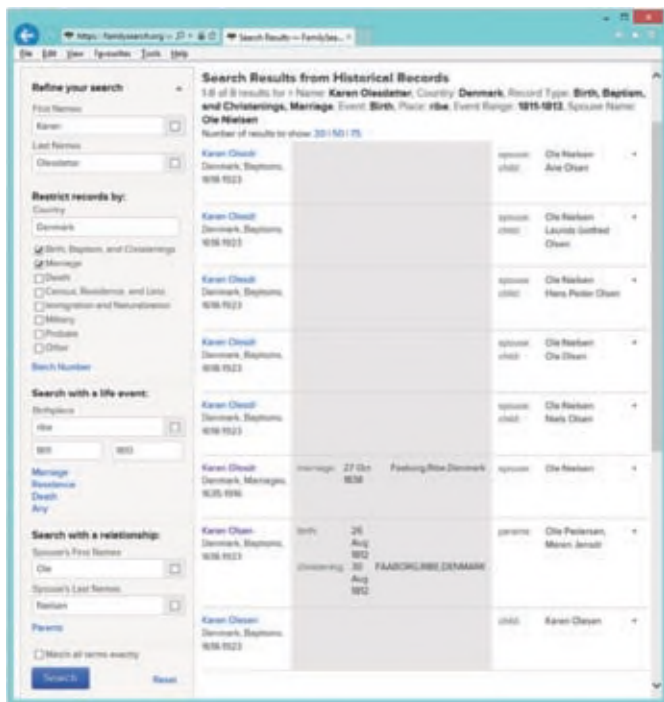 https://familysearch.org
Search Results — FamilySea...
File Edit View Favorites Tools Help
Refine your search
First Names
Karen
Last Names
Olesdatter
Restrict records by:
Country
Denmark
Birth, Baptism, and Christenings
Marriage
Death
Census, Residence, and Lists
Immigration and Naturalization
Military
Probate
Other
Batch Number
Search with a life event:
Birthplace
ribe
1811 1813
Marriage
Residence
Death
Any
Search with a relationship:
Spouse's First Names
Ole
Spouse's Last Names
Nielsen
Parents
Match all terms exactly
Search Reset
Search Results from Historical Records
1-8 of 8 results for > Name: Karen Olesdatter, Country: Denmark, Record Type: Birth, Baptism,
and Christenings, Marriage, Event: Birth, Place: ribe, Event Range: 1811-1813, Spouse Name:
Ole Nielsen
Number of results to show: 20 | 50 | 75
Karen Olesdr spouse: Ole Nielsen
Denmark, Baptisms, child: Ane Olsen
1618-1923
Karen Olesdr spouse: Ole Nielsen
Denmark, Baptisms, child: Laurids Gotfred
1618-1923 Olsen
Karen Olesdr spouse: Ole Nielsen
Denmark, Baptisms, child: Hans Peder Olsen
1618-1923
Karen Olesdr spouse: Ole Nielsen
Denmark, Baptisms, child: Ole Olsen
1618-1923
Karen Olesdr spouse: Ole Nielsen
Denmark, Baptisms, child: Niels Olsen
1618-1923
Karen Olesdr marriage: 27 Oct Faaborg,Ribe,Denmark spouse: Ole Nielsen
Denmark, Marriages, 1838
1635-1916
Karen Olsen birth: 26 parents: Ole Pedersen,
Denmark, Baptisms, Aug Maren Jensdr
1618-1923 1812
christening: 30 FAABORG,RIBE,DENMARK
Aug
1812
Karen Olesen child: Karen Olesen
Denmark, Baptisms,
1618-1923